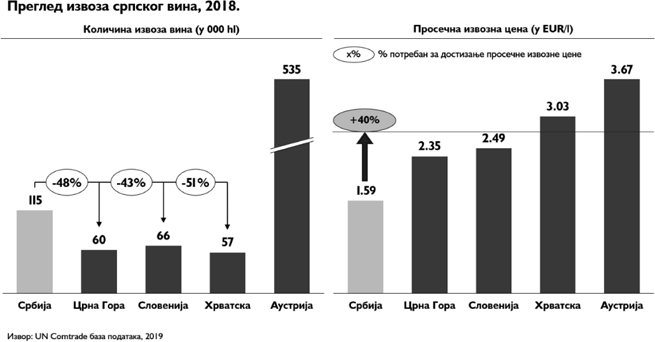 Преглед извоза српског вина, 2018.
Количина извоза вина (у 000 hl)
535
-48%
-43%
-51%
115
60
66
57
Србија Црна Гора Словенија Хрватска Аустрија
Просечна извозна цена (у EUR/l)
x% % потребан за достизање просечне извозне цене
3.67
3.03
+40%
2.49
2.35
1.59
Србија Црна Гора Словенија Хрватска Аустрија
Извор: UN Comtrade база података, 2019